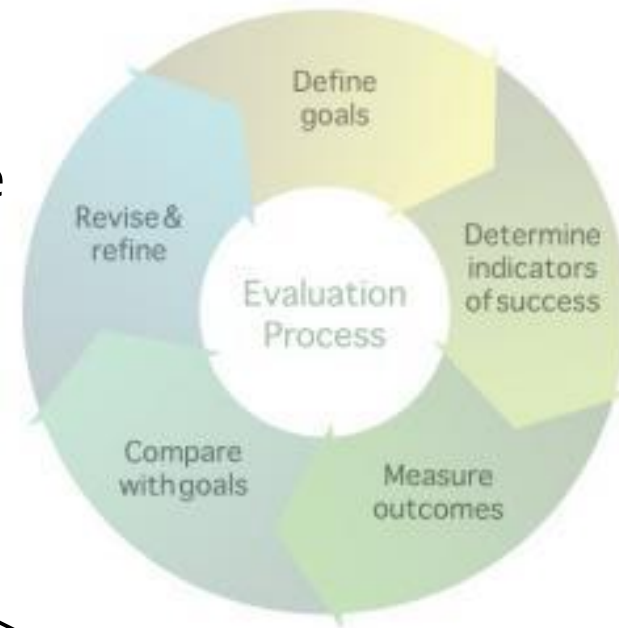 Define
goals
Determine
indicators
of success
Measure
outcomes
Compare
with goals
Revise &
refine
Evaluation
Process
e